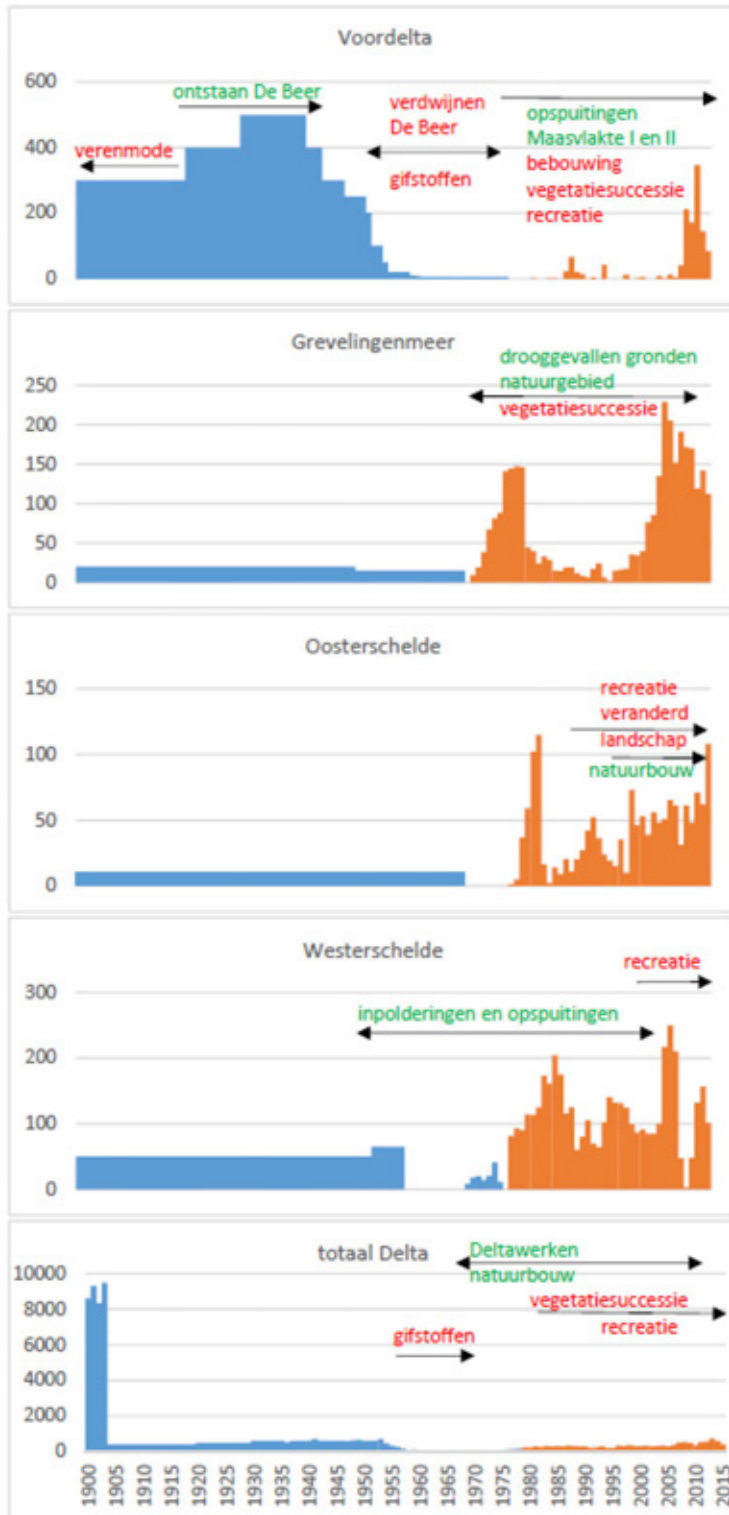 Voordelta
600
400
200
0
ontstaan De Beer
verenmode
verdwijnen
De Beer
gifstoffen
opspuitingen
Maasvlakte I en II
bebouwing
vegetatiesuccessie
recreatie
Grevelingenmeer
250
200
150
100
50
0
drooggevallen gronden
natuurgebied
vegetatiesuccessie
Oosterschelde
150
100
50
0
recreatie
veranderd
landschap
natuurbouw
Westerschelde
300
200
100
0
recreatie
inpolderingen en opspuitingen
totaal Delta
10000
8000
6000
4000
2000
0
Deltawerken
natuurbouw
vegetatiesuccessie
recreatie
gifstoffen
1900
1905
1910
1915
1920
1925
1930
1935
1940
1945
1950
1955
1960
1965
1970
1975
1980
1985
1990
1995
2000
2005
2010
2015